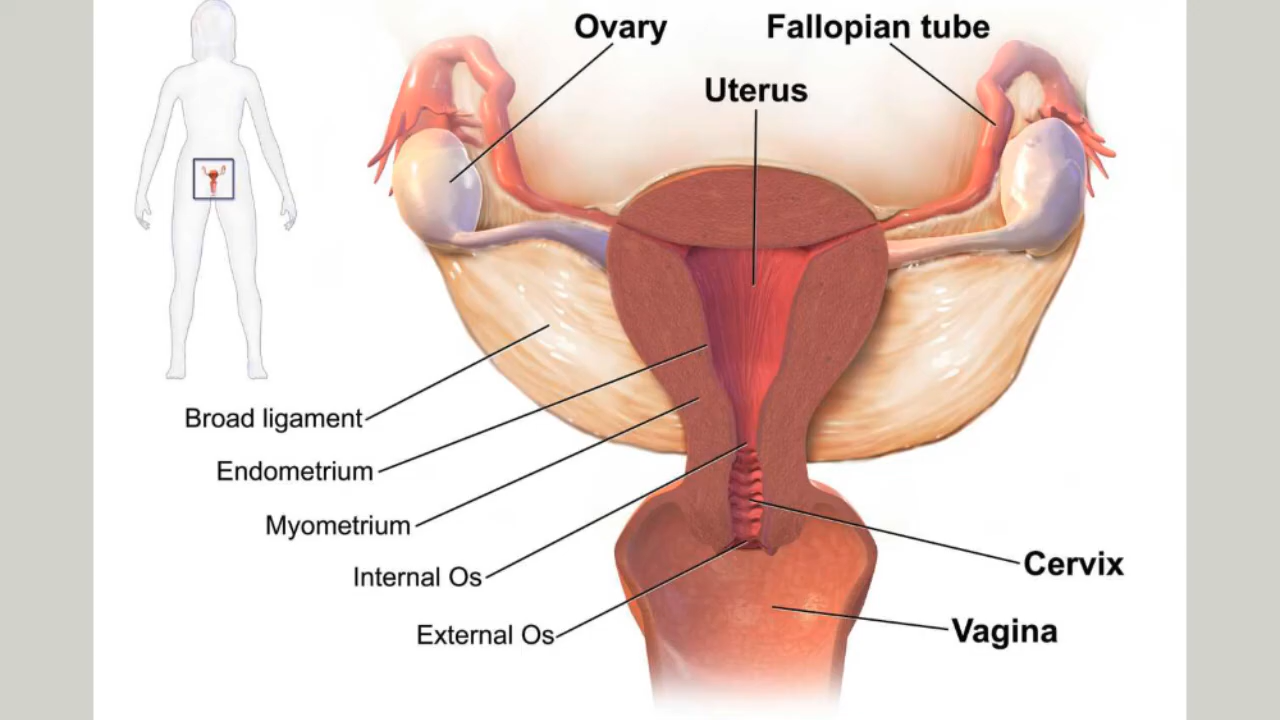 Ovary
Fallopian tube
Uterus
Broad ligament
Endometrium
Myometrium
Internal Os
Cervix
External Os
Vagina